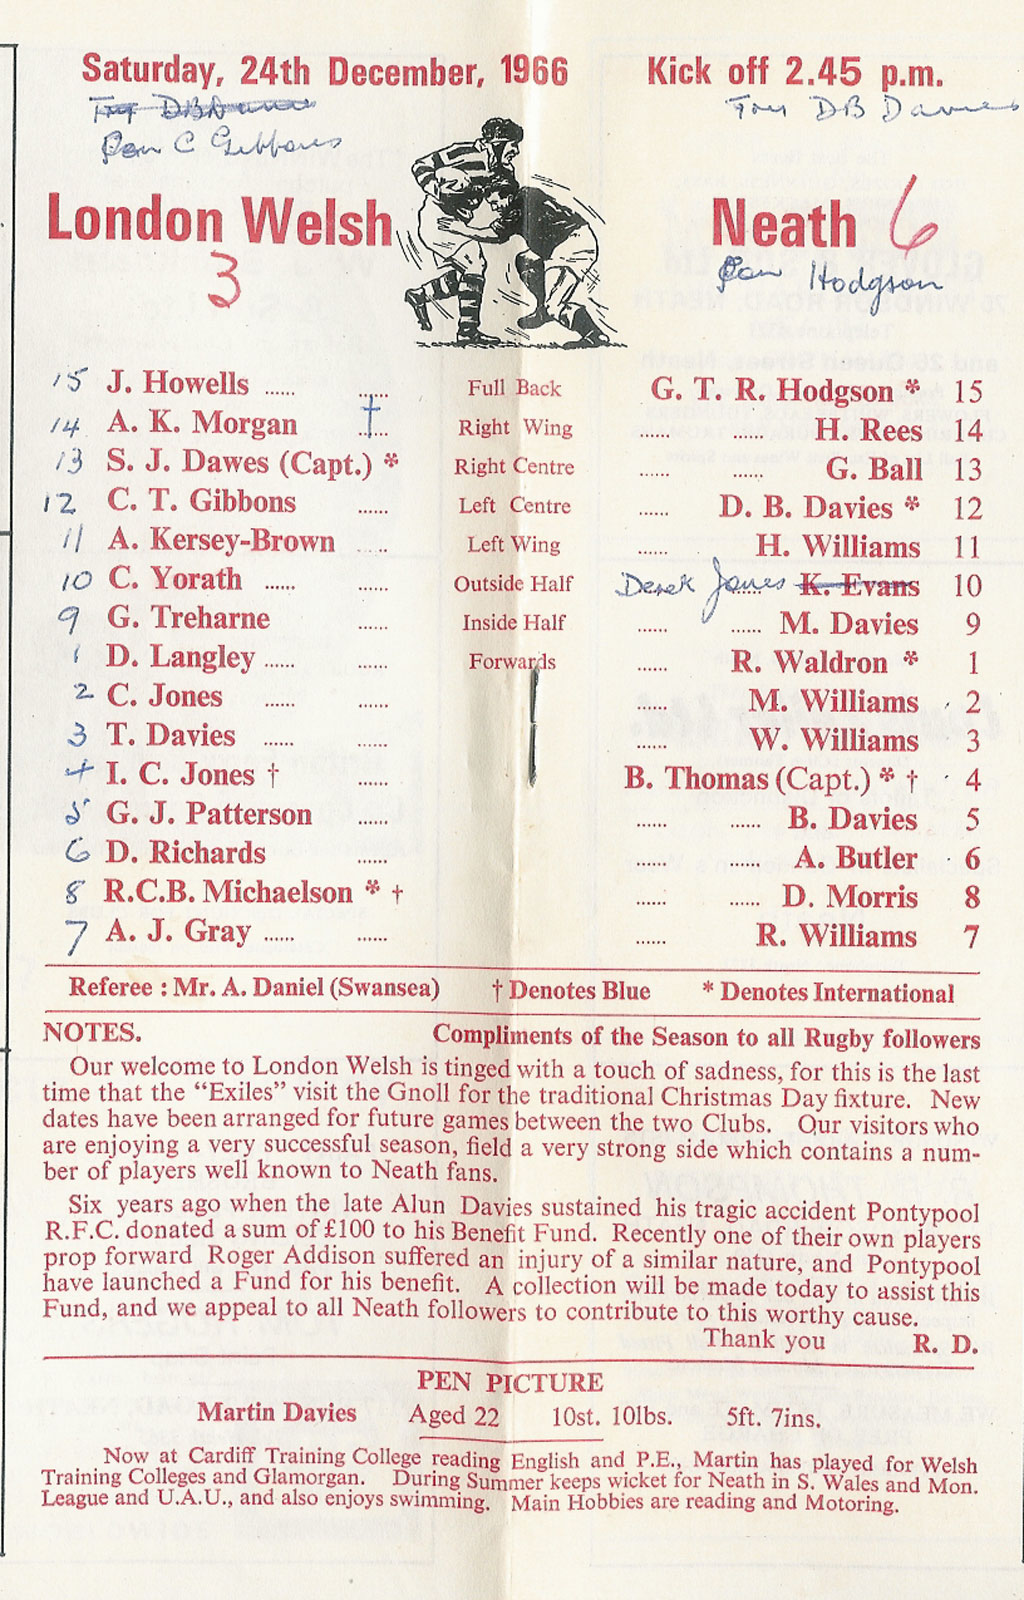 Saturday, 24th December, 1966 Kick off 2.45 p.m.
Try DB Davies Try DB Davies
Pen C Gibbons
London Welsh Neath 6
3 Pen Hodgson
15 J. Howells ...... ...... Full Back G. T. R. Hodgson * 15
14 A. K. Morgan ...... † Right Wing ...... ...... H. Rees 14
13 S. J. Dawes (Capt.) * Right Centre ...... ...... G. Ball 13
12 C. T. Gibbons ...... Left Centre ...... D. B. Davies * 12
11 A. Kersey-Brown ...... Left Wing ...... H. Williams 11
10 C. Yorath ...... ...... Outside Half Derek Jones ...... K. Evans 10
9 G. Treharne ...... Inside Half ...... ...... M. Davies 9
1 D. Langley ...... ...... Forwards ...... R. Waldron * 1
2 C. Jones ...... ...... ...... M. Williams 2
3 T. Davies ...... ...... ...... W. Williams 3
4 I. C. Jones † ...... B. Thomas (Capt.) * † 4
5 G. J. Patterson ...... ...... ...... B. Davies 5
6 D. Richards ...... ...... ...... A. Butler 6
8 R.C.B. Michaelson * † ...... ...... D. Morris 8
7 A. J. Gray ...... ...... ...... R. Williams 7
Referee : Mr. A. Daniel (Swansea) † Denotes Blue * Denotes International
NOTES. Compliments of the Season to all Rugby followers
Our welcome to London Welsh is tinged with a touch of sadness, for this is the last
time that the “Exiles” visit the Gnoll for the traditional Christmas Day fixture. New
dates have been arranged for future games between the two Clubs. Our visitors who
are enjoying a very successful season, field a very strong side which contains a num-
ber of players well known to Neath fans.
Six years ago when the late Alun Davies sustained his tragic accident Pontypool
R.F.C. donated a sum of £100 to his Benefit Fund. Recently one of their own players
prop forward Roger Addison suffered an injury of a similar nature, and Pontypool
have launched a Fund for his benefit. A collection will be made today to assist this
Fund, and we appeal to all Neath followers to contribute to this worthy cause.
Thank you R. D.
PEN PICTURE
Martin Davies Aged 22 10st. 10lbs. 5ft. 7ins.
Now at Cardiff Training College reading English and P.E., Martin has played for Welsh
Training Colleges and Glamorgan. During Summer keeps wicket for Neath in S. Wales and Mon.
League and U.A.U., and also enjoys swimming. Main Hobbies are reading and Motoring.